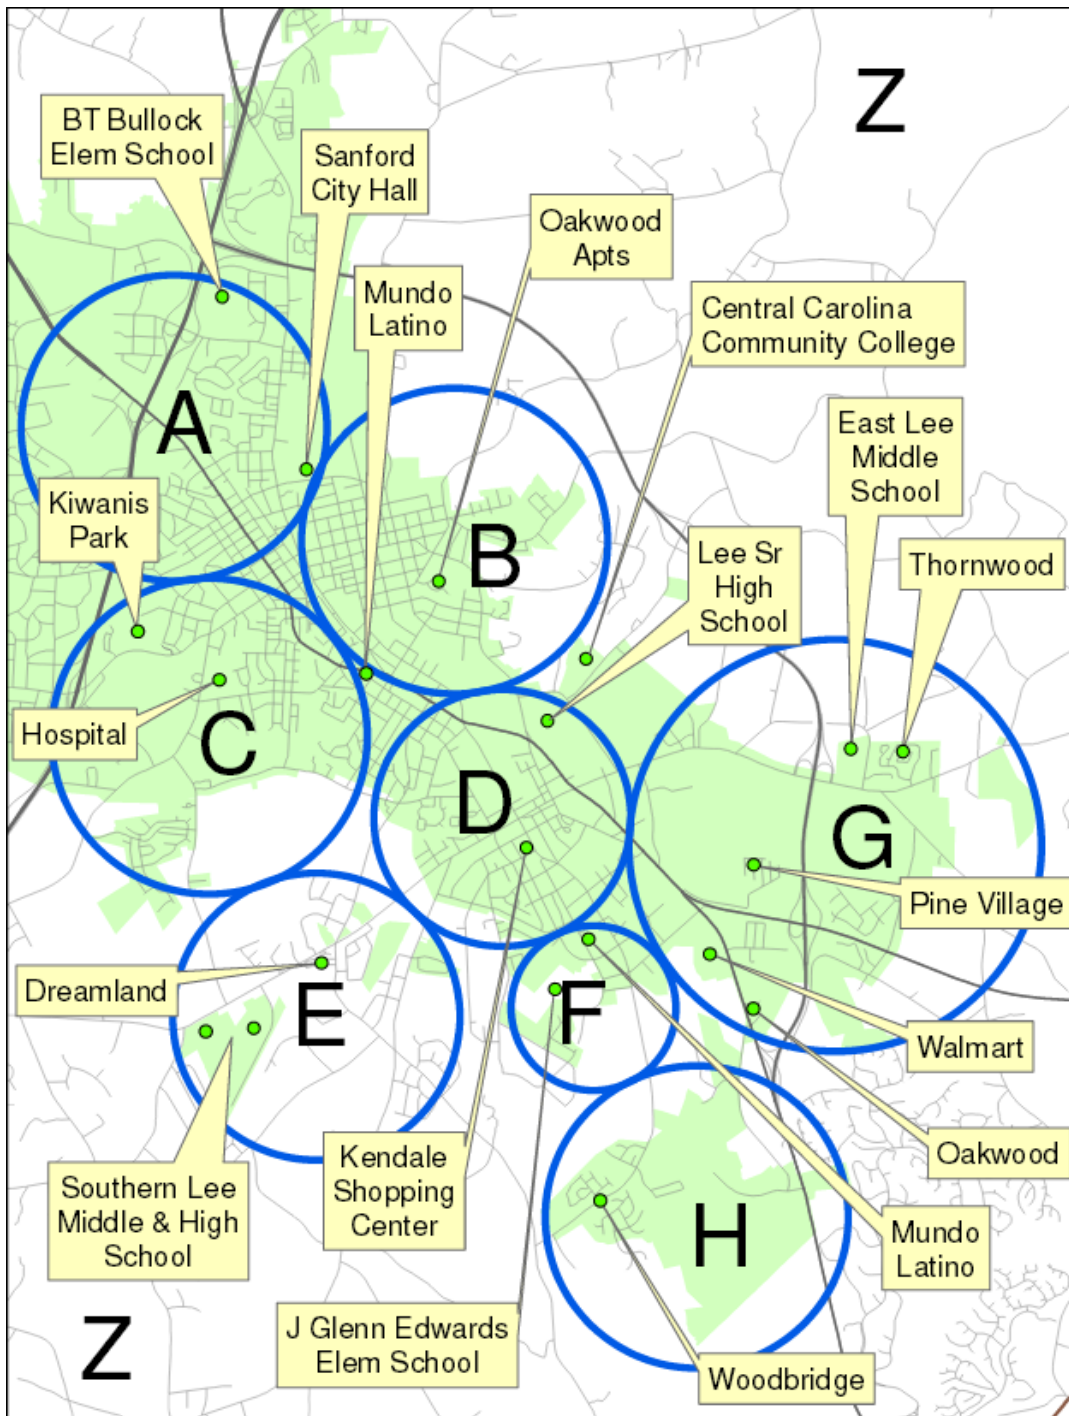 Z
BT Bullock
Elem School
Sanford
City Hall
Oakwood
Apts
Mundo
Latino
Central Carolina
Community College
A
East Lee
Middle
School
Kiwanis
Park
B
Lee Sr
High
School
Thornwood
Hospital
C
D
G
Pine Village
Dreamland
E
F
Walmart
Kendale
Shopping
Center
Oakwood
Southern Lee
Middle & High
School
H
Mundo
Latino
Z
J Glenn Edwards
Elem School
Woodbridge